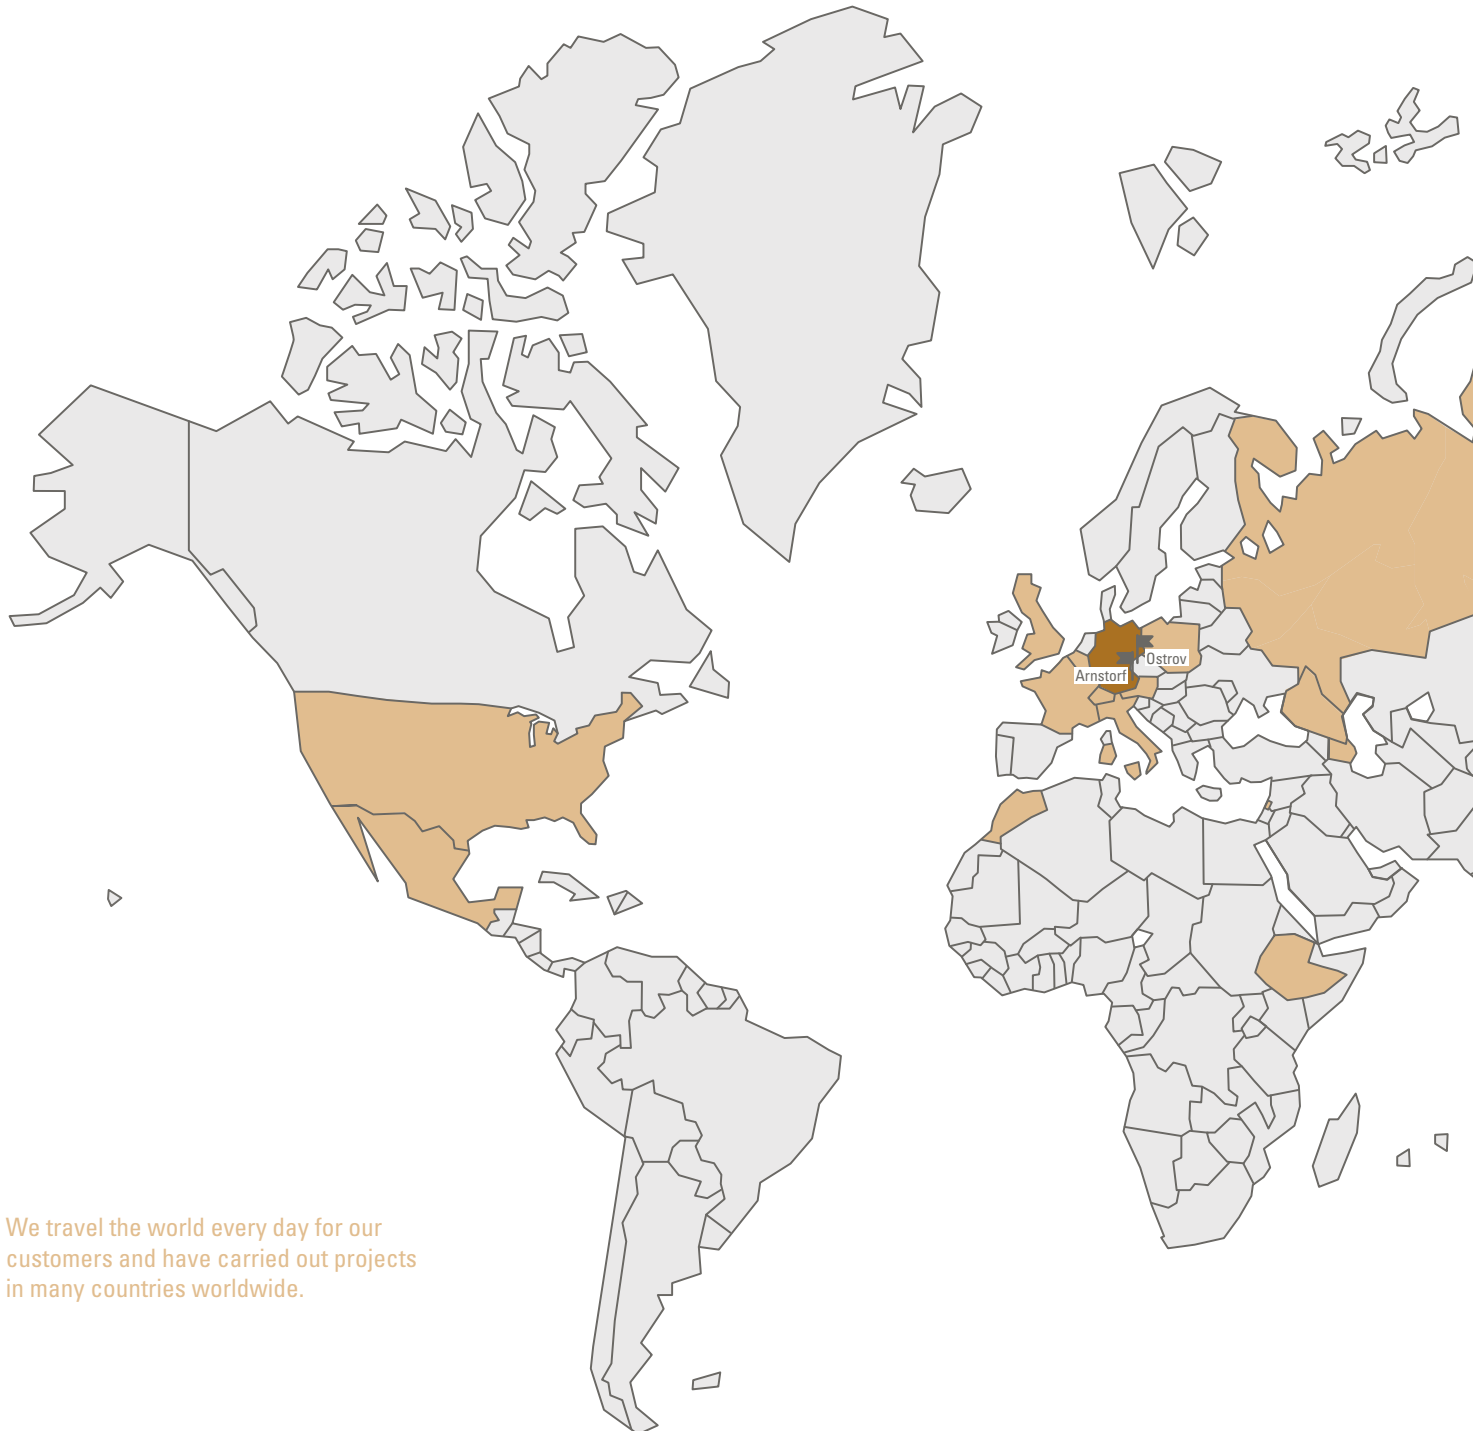 Ostrov
Arnstorf
We travel the world every day for our
customers and have carried out projects
in many countries worldwide.